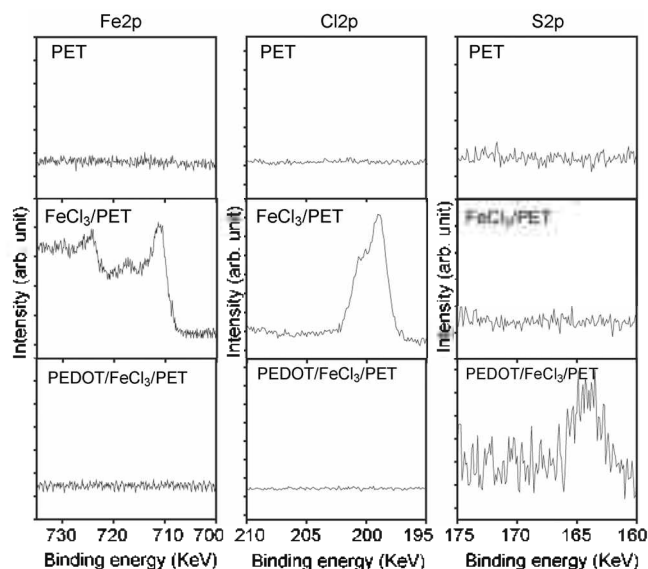 Fe2p Cl2p S2p
PET PET PET
FeCl₃/PET FeCl₃/PET FeCl₃/PET
Intensity (arb. unit) Intensity (arb. unit) Intensity (arb. unit)
PEDOT/FeCl₃/PET PEDOT/FeCl₃/PET PEDOT/FeCl₃/PET
730 720 710 700 210 205 200 195 175 170 165 160
Binding energy (KeV) Binding energy (KeV) Binding energy (KeV)